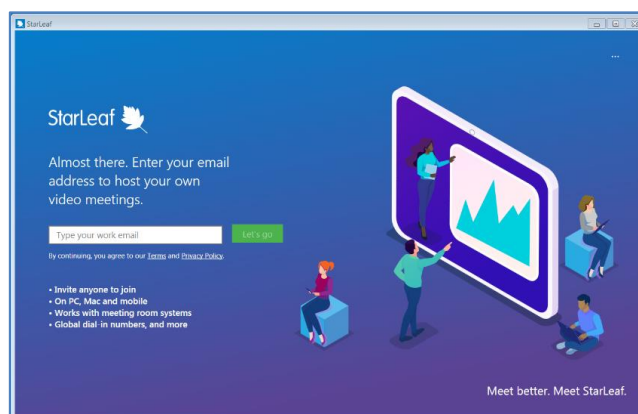 StarLeaf
...
StarLeaf
Almost there. Enter your email
address to host your own
video meetings.
Type your work email
Let's go
By continuing, you agree to our Terms and Privacy Policy.
• Invite anyone to join
• On PC, Mac and mobile
• Works with meeting room systems
• Global dial-in numbers, and more
Meet better. Meet StarLeaf.